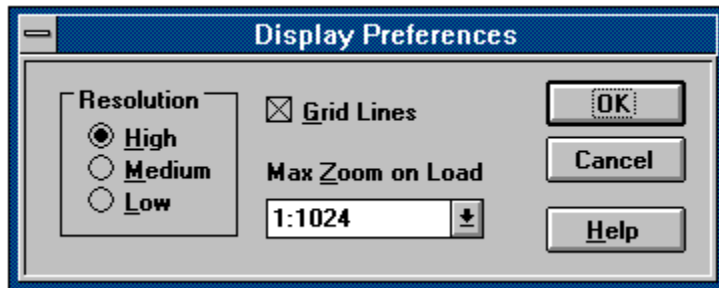 Display Preferences
Resolution
High
Medium
Low
Grid Lines
Max Zoom on Load
1:1024
OK
Cancel
Help